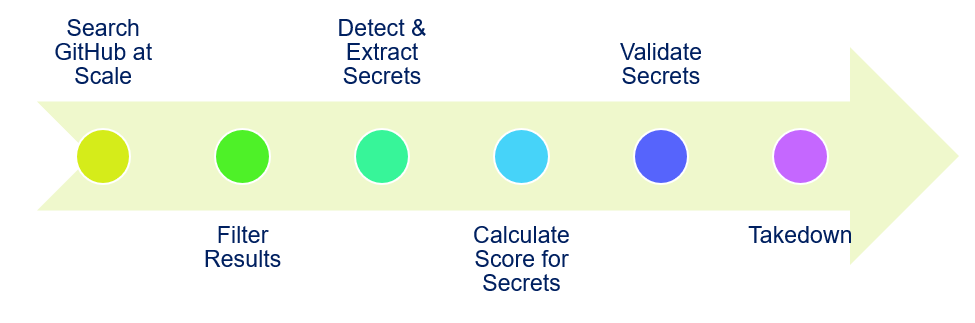 Search
GitHub at
Scale
Filter
Results
Detect &
Extract
Secrets
Calculate
Score for
Secrets
Validate
Secrets
Takedown